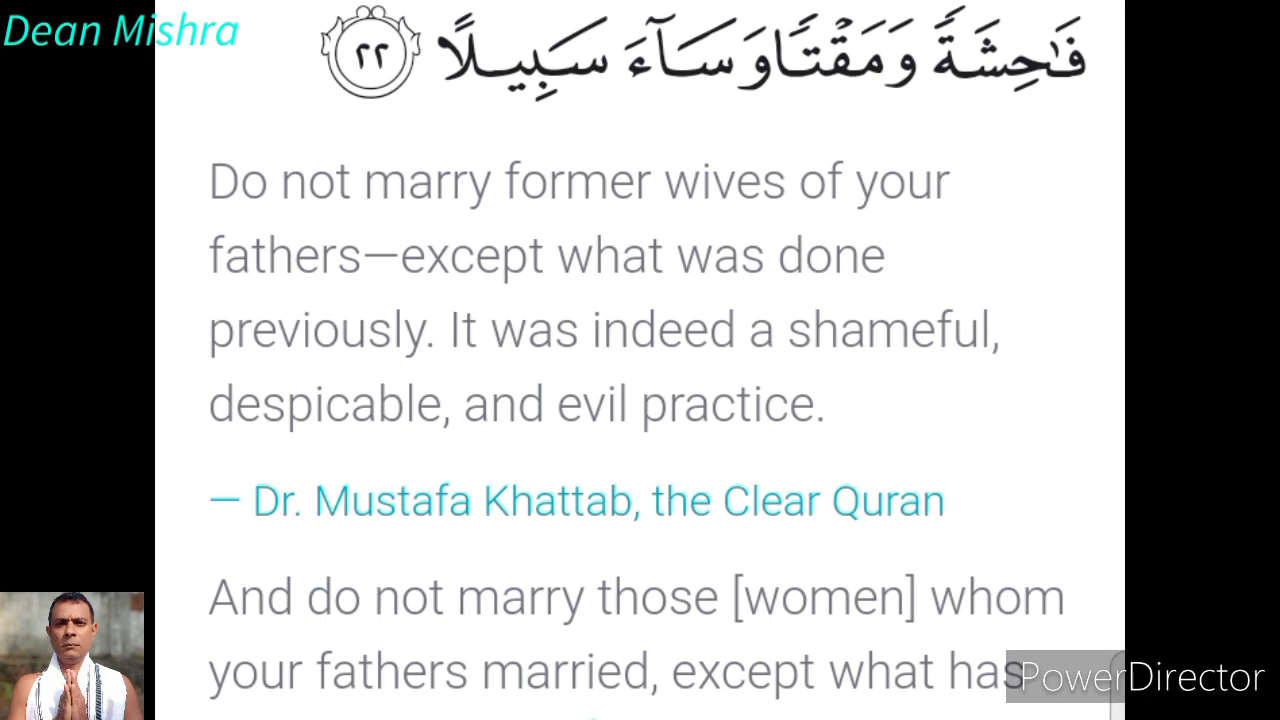 Dean Mishra
فَٰحِشَةً وَمَقْتًا وَسَآءَ سَبِيلًا ٢٢
Do not marry former wives of your
fathers—except what was done
previously. It was indeed a shameful,
despicable, and evil practice.
— Dr. Mustafa Khattab, the Clear Quran
And do not marry those [women] whom
your fathers married, except what has
PowerDirector